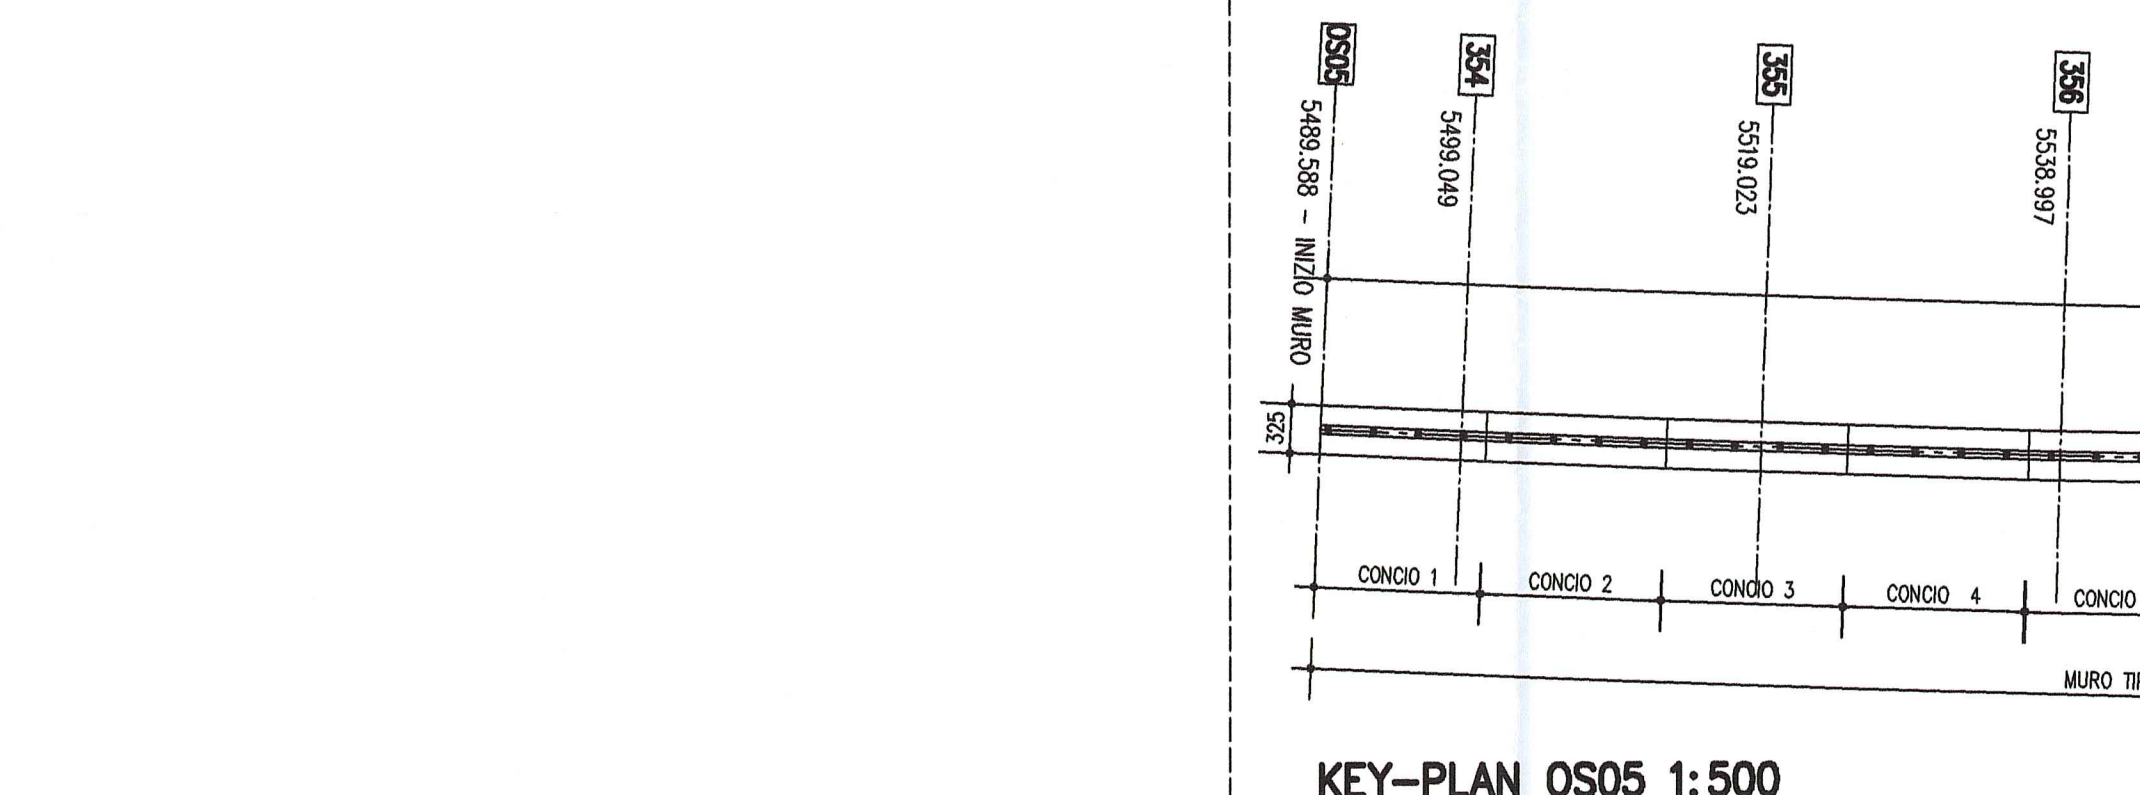 OS05
354
355
356
5489.588 - INIZIO MURO
5499.049
5519.023
5538.997
325
CONCIO 1
CONCIO 2
CONCIO 3
CONCIO 4
CONCIO
MURO
KEY-PLAN OS05 1:500